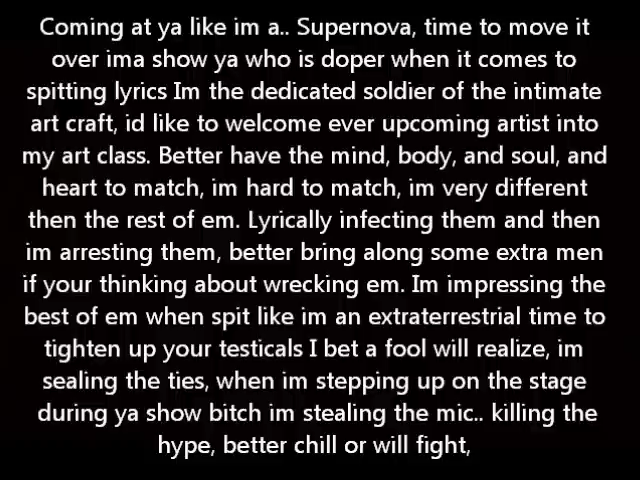 Coming at ya like im a.. Supernova, time to move it
over ima show ya who is doper when it comes to
spitting lyrics Im the dedicated soldier of the intimate
art craft, id like to welcome ever upcoming artist into
my art class. Better have the mind, body, and soul, and
heart to match, im hard to match, im very different
then the rest of em. Lyrically infecting them and then
im arresting them, better bring along some extra men
if your thinking about wrecking em. Im impressing the
best of em when spit like im an extraterrestrial time to
tighten up your testicals I bet a fool will realize, im
sealing the ties, when im stepping up on the stage
during ya show bitch im stealing the mic.. killing the
hype, better chill or will fight,